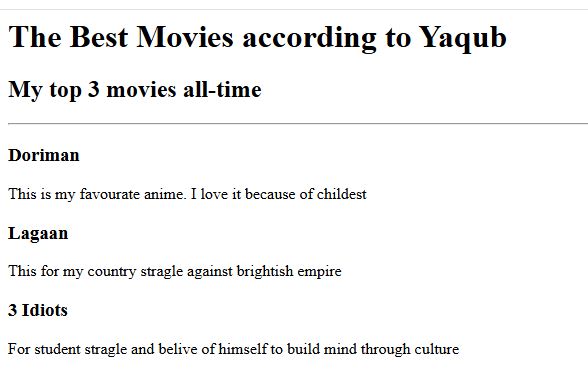 The Best Movies according to Yaqub
My top 3 movies all-time
Doriman
This is my favourate anime. I love it because of childest
Lagaan
This for my country stragle against brightish empire
3 Idiots
For student stragle and belive of himself to build mind through culture